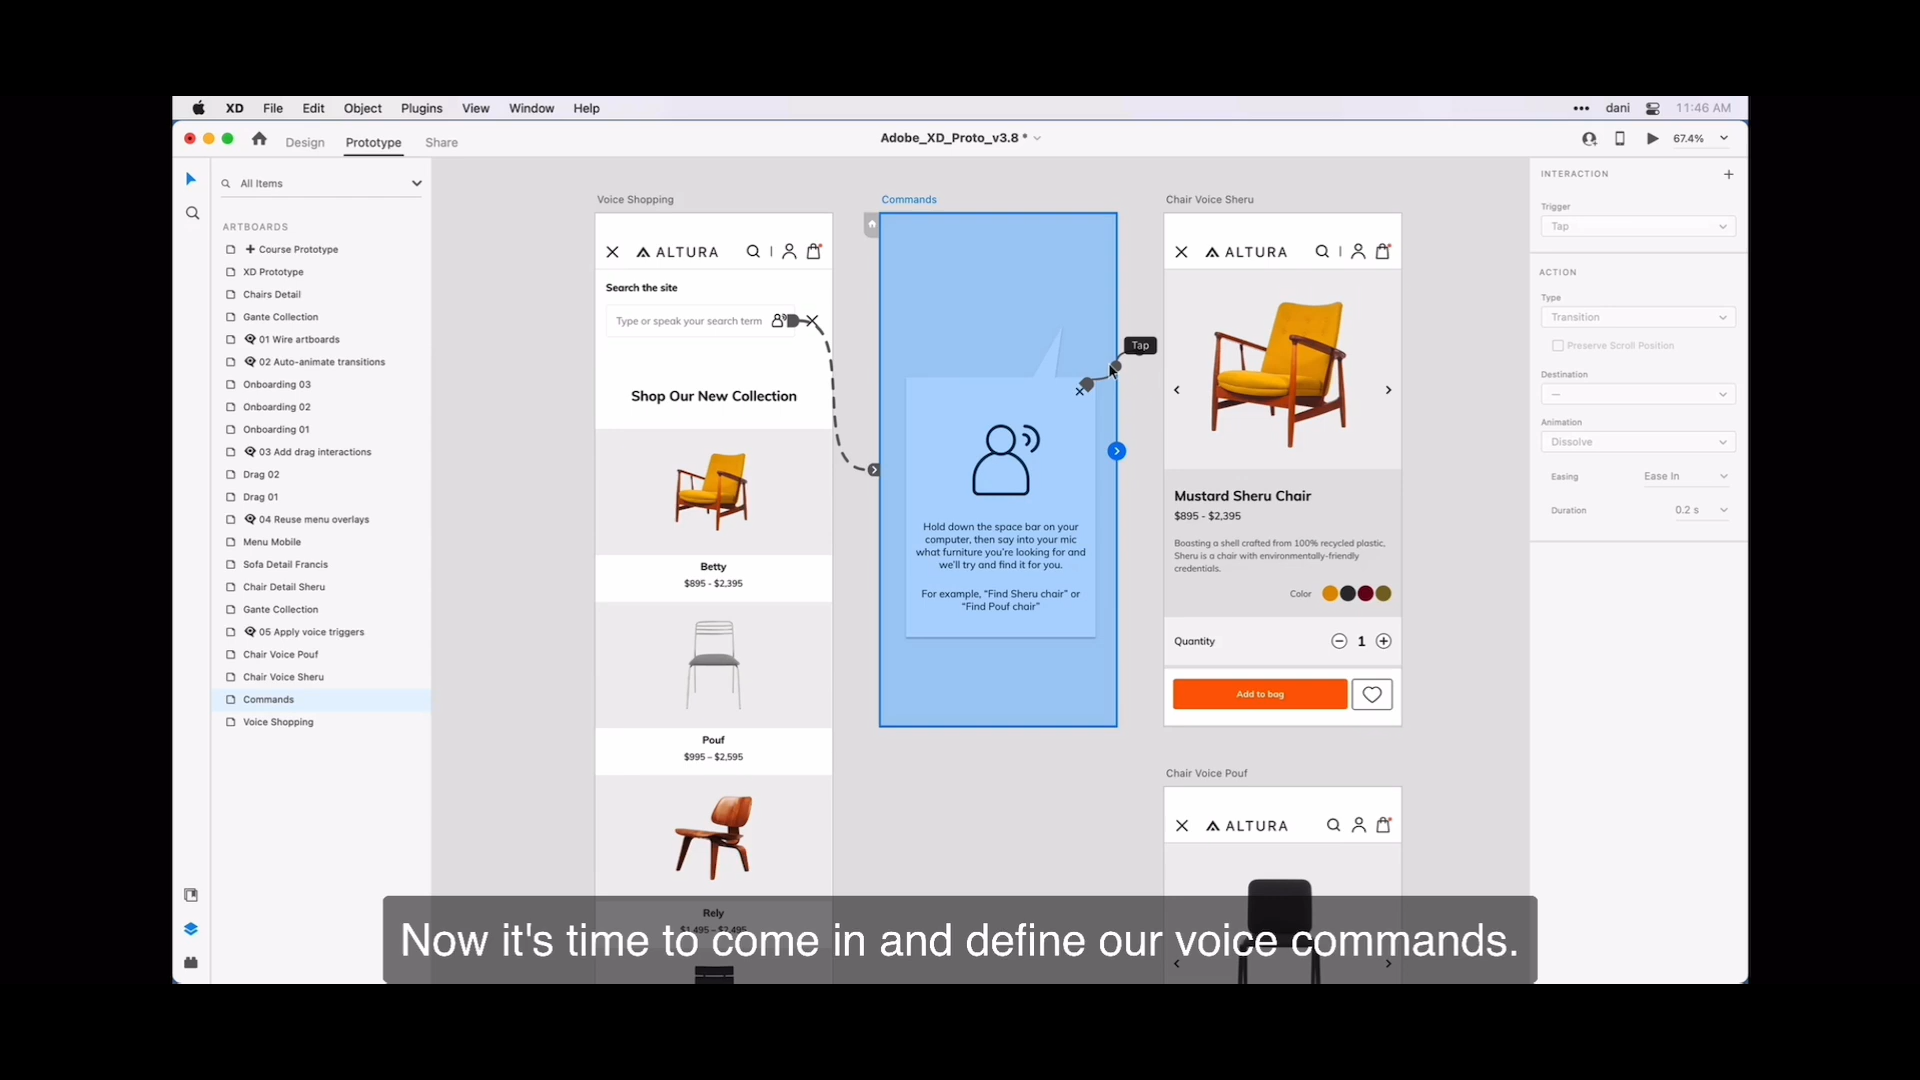 XD File Edit Object Plugins View Window Help
••• dani 11:46 AM
Design Prototype Share
Adobe_XD_Proto_v3.8 *
67.4%
All Items
ARTBOARDS
Course Prototype
XD Prototype
Chairs Detail
Gante Collection
01 Wire artboards
02 Auto-animate transitions
Onboarding 03
Onboarding 02
Onboarding 01
03 Add drag interactions
Drag 02
Drag 01
04 Reuse menu overlays
Menu Mobile
Sofa Detail Francis
Chair Detail Sheru
Gante Collection
05 Apply voice triggers
Chair Voice Pouf
Chair Voice Sheru
Commands
Voice Shopping
Voice Shopping
ALTURA
Search the site
Type or speak your search term
Shop Our New Collection
Betty
$895 - $2,395
Pouf
$995 – $2,595
Rely
$1,495 – $2,495
Commands
Tap
Hold down the space bar on your
computer, then say into your mic
what furniture you're looking for and
we'll try and find it for you.
For example, “Find Sheru chair” or
“Find Pouf chair”
Chair Voice Sheru
ALTURA
Mustard Sheru Chair
$895 - $2,395
Boasting a shell crafted from 100% recycled plastic,
Sheru is a chair with environmentally-friendly
credentials.
Color
Quantity
1
Add to bag
Chair Voice Pouf
ALTURA
INTERACTION
Trigger
Tap
ACTION
Type
Transition
Preserve Scroll Position
Destination
—
Animation
Dissolve
Easing Ease In
Duration 0.2 s
Now it's time to come in and define our voice commands.